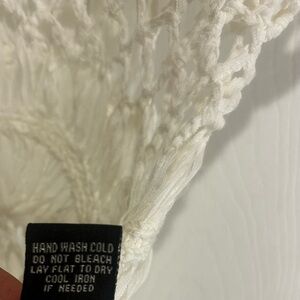 HAND WASH COLD
DO NOT BLEACH
LAY FLAT TO DRY
COOL IRON
IF NEEDED